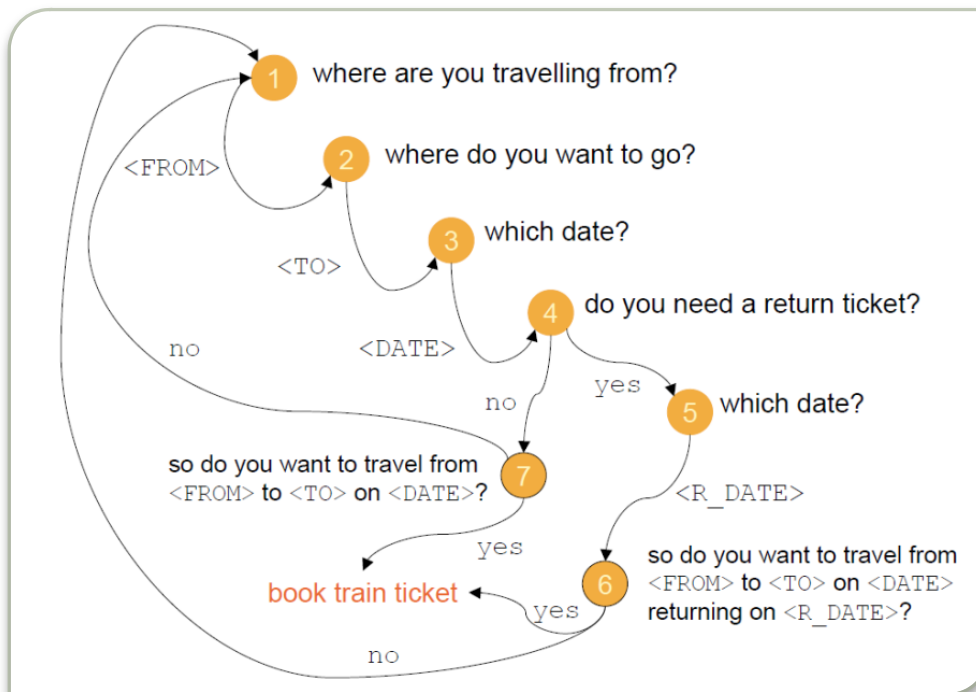 1 where are you travelling from?
<FROM>
2 where do you want to go?
<TO>
3 which date?
<DATE>
4 do you need a return ticket?
no
yes
no
5 which date?
so do you want to travel from
<FROM> to <TO> on <DATE>?
7
<R_DATE>
yes
book train ticket
6
so do you want to travel from
<FROM> to <TO> on <DATE>
returning on <R_DATE>?
yes
no